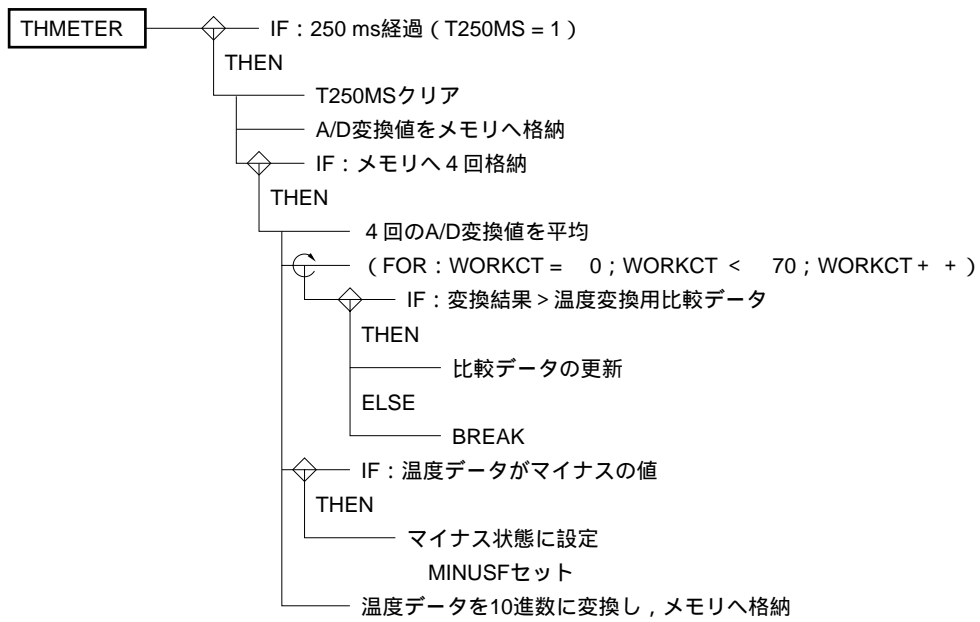 THMETER
IF：250 ms経過（T250MS = 1）
THEN
T250MSクリア
A/D変換値をメモリへ格納
IF：メモリへ４回格納
THEN
４回のA/D変換値を平均
（FOR：WORKCT = 0；WORKCT < 70；WORKCT + +）
IF：変換結果 > 温度変換用比較データ
THEN
比較データの更新
ELSE
BREAK
IF：温度データがマイナスの値
THEN
マイナス状態に設定
MINUSFセット
温度データを10進数に変換し，メモリへ格納